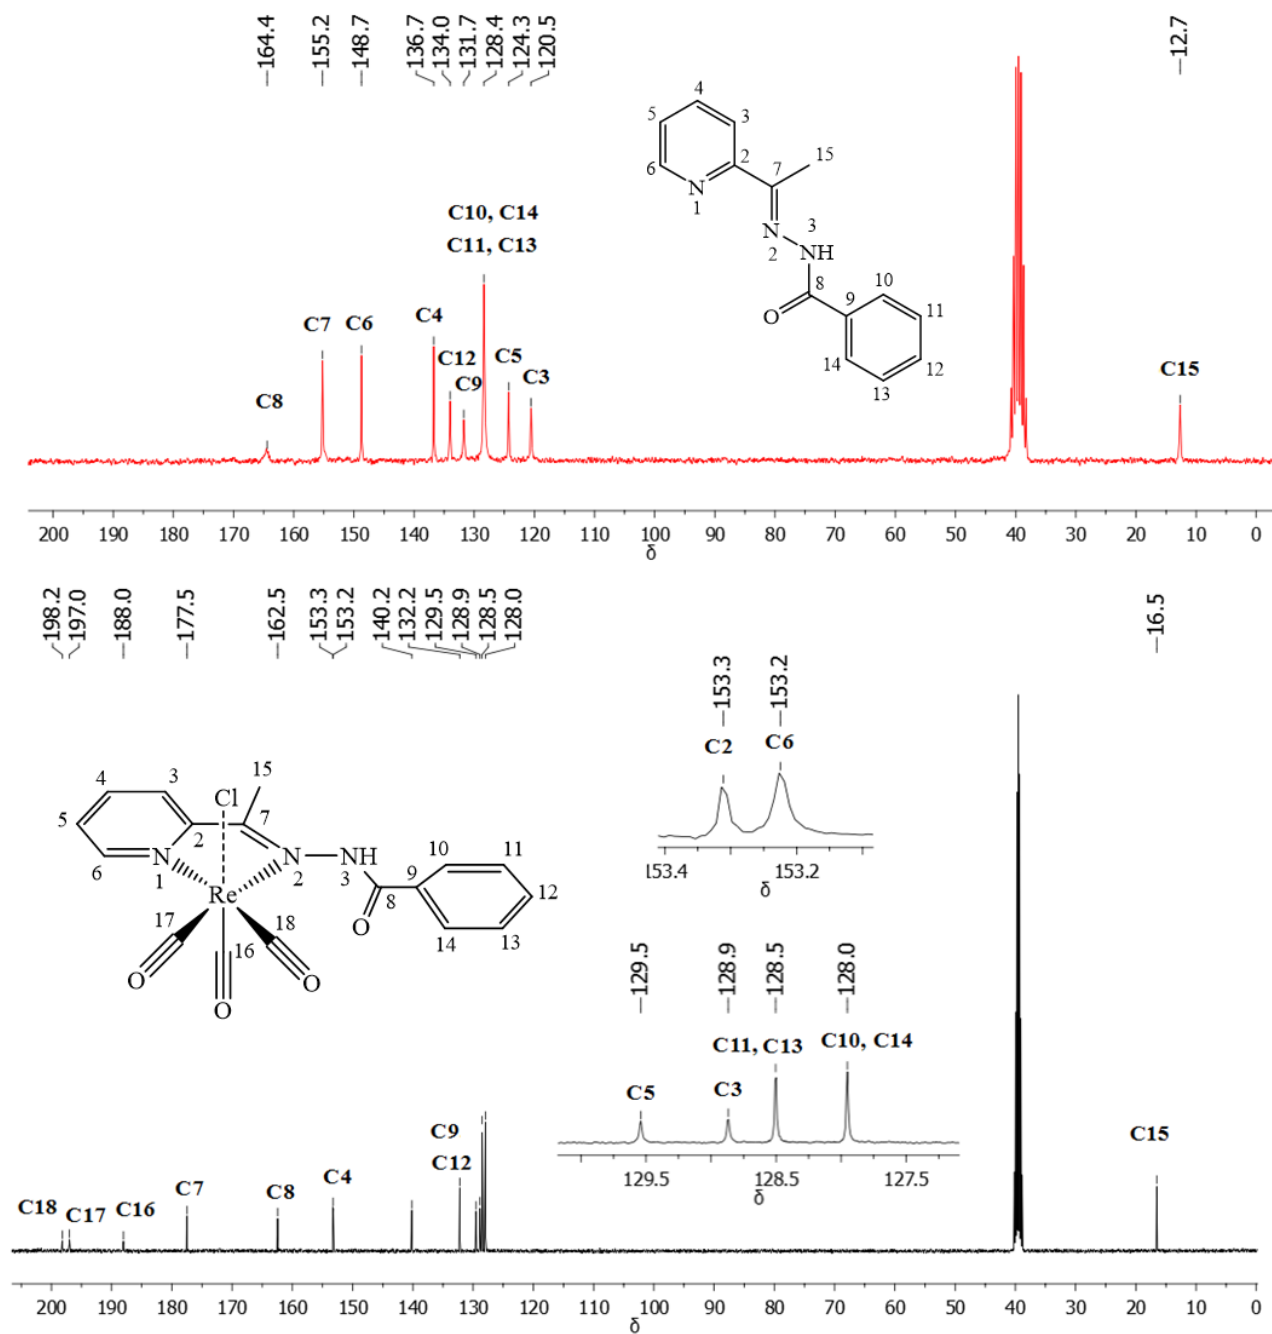 164.4 155.2 148.7 136.7 134.0 131.7 128.4 124.3 120.5 12.7
C10, C14
C11, C13
C8 C7 C6 C4 C12 C9 C5 C3 C15
4
5 3
6 2 7 15
N
1
N 3
2 NH
8 9 10 11
O
14 12
13
200 190 180 170 160 150 140 130 120 110 100 90 80 70 60 50 40 30 20 10 0
δ
198.2 197.0 188.0 177.5 162.5 153.3 153.2 140.2 132.2 129.5 128.9 128.5 128.0 16.5
153.3 153.2
C2 C6
153.4 153.2
δ
4 3 15
Cl
5 2 7
6 N N NH 10 11
1 2 3 8 9 12
Re O
17 18 14 13
16
O O O
129.5 128.9 128.5 128.0
C11, C13 C10, C14
C5 C3
129.5 128.5 127.5
δ
C18 C17 C16 C7 C8 C4 C9
C12
C15
200 190 180 170 160 150 140 130 120 110 100 90 80 70 60 50 40 30 20 10 0
δ